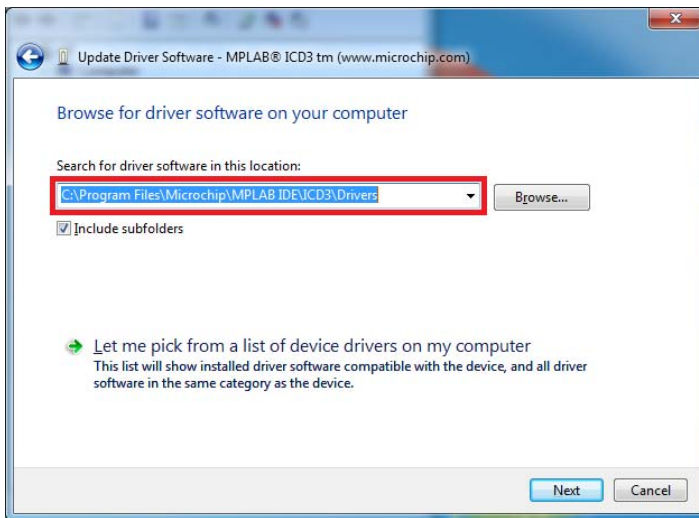 Update Driver Software - MPLAB® ICD3 tm (www.microchip.com)
Browse for driver software on your computer
Search for driver software in this location:
C:\Program Files\Microchip\MPLAB IDE\ICD3\Drivers
Browse...
Include subfolders
Let me pick from a list of device drivers on my computer
This list will show installed driver software compatible with the device, and all driver
software in the same category as the device.
Next
Cancel